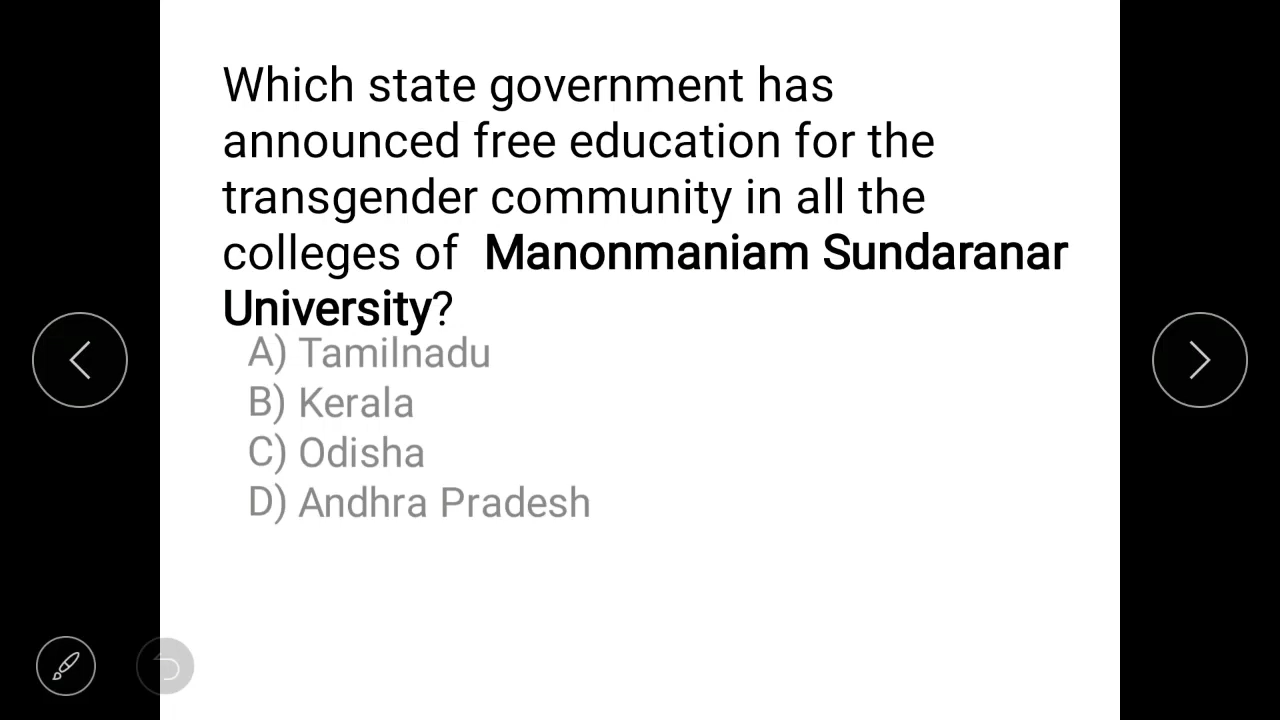 Which state government has
announced free education for the
transgender community in all the
colleges of Manonmaniam Sundaranar
University?
A) Tamilnadu
B) Kerala
C) Odisha
D) Andhra Pradesh